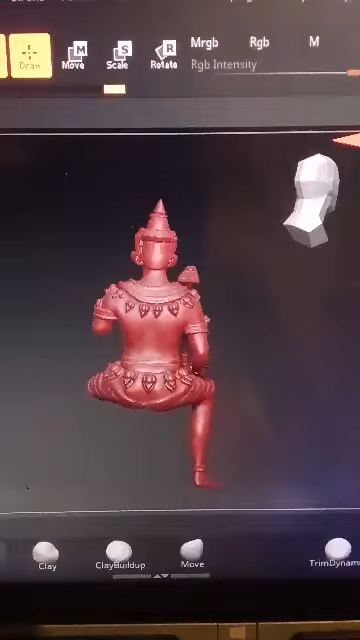 Mrgb Rgb M
Draw Move Scale Rotate Rgb Intensity
Clay ClayBuildup Move TrimDynam